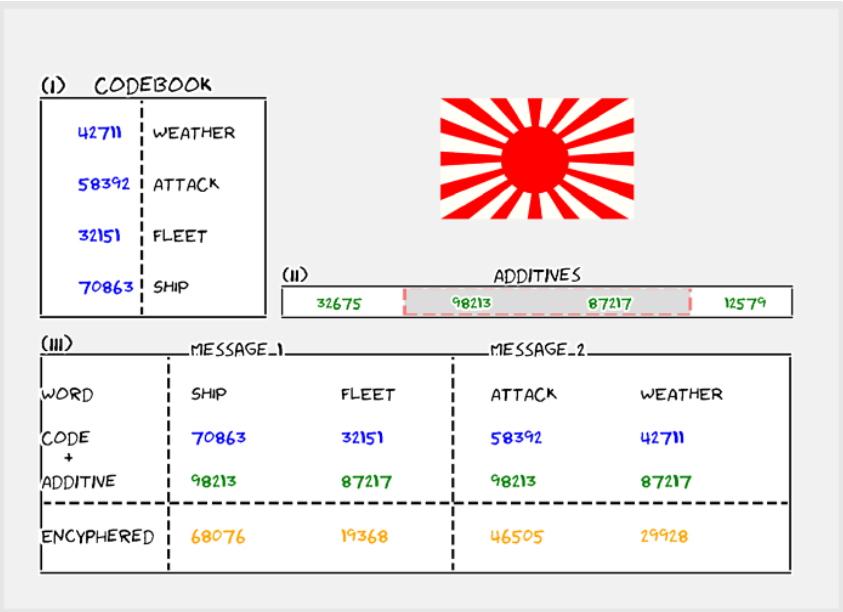 (I) CODEBOOK
42711 WEATHER
58392 ATTACK
32151 FLEET
70863 SHIP
(II) ADDITIVES
32675 98213 87217 12579
(III) MESSAGE_1 MESSAGE_2
WORD SHIP FLEET ATTACK WEATHER
CODE 70863 32151 58392 42711
+
ADDITIVE 98213 87217 98213 87217
ENCYPHERED 68076 19368 46505 29928